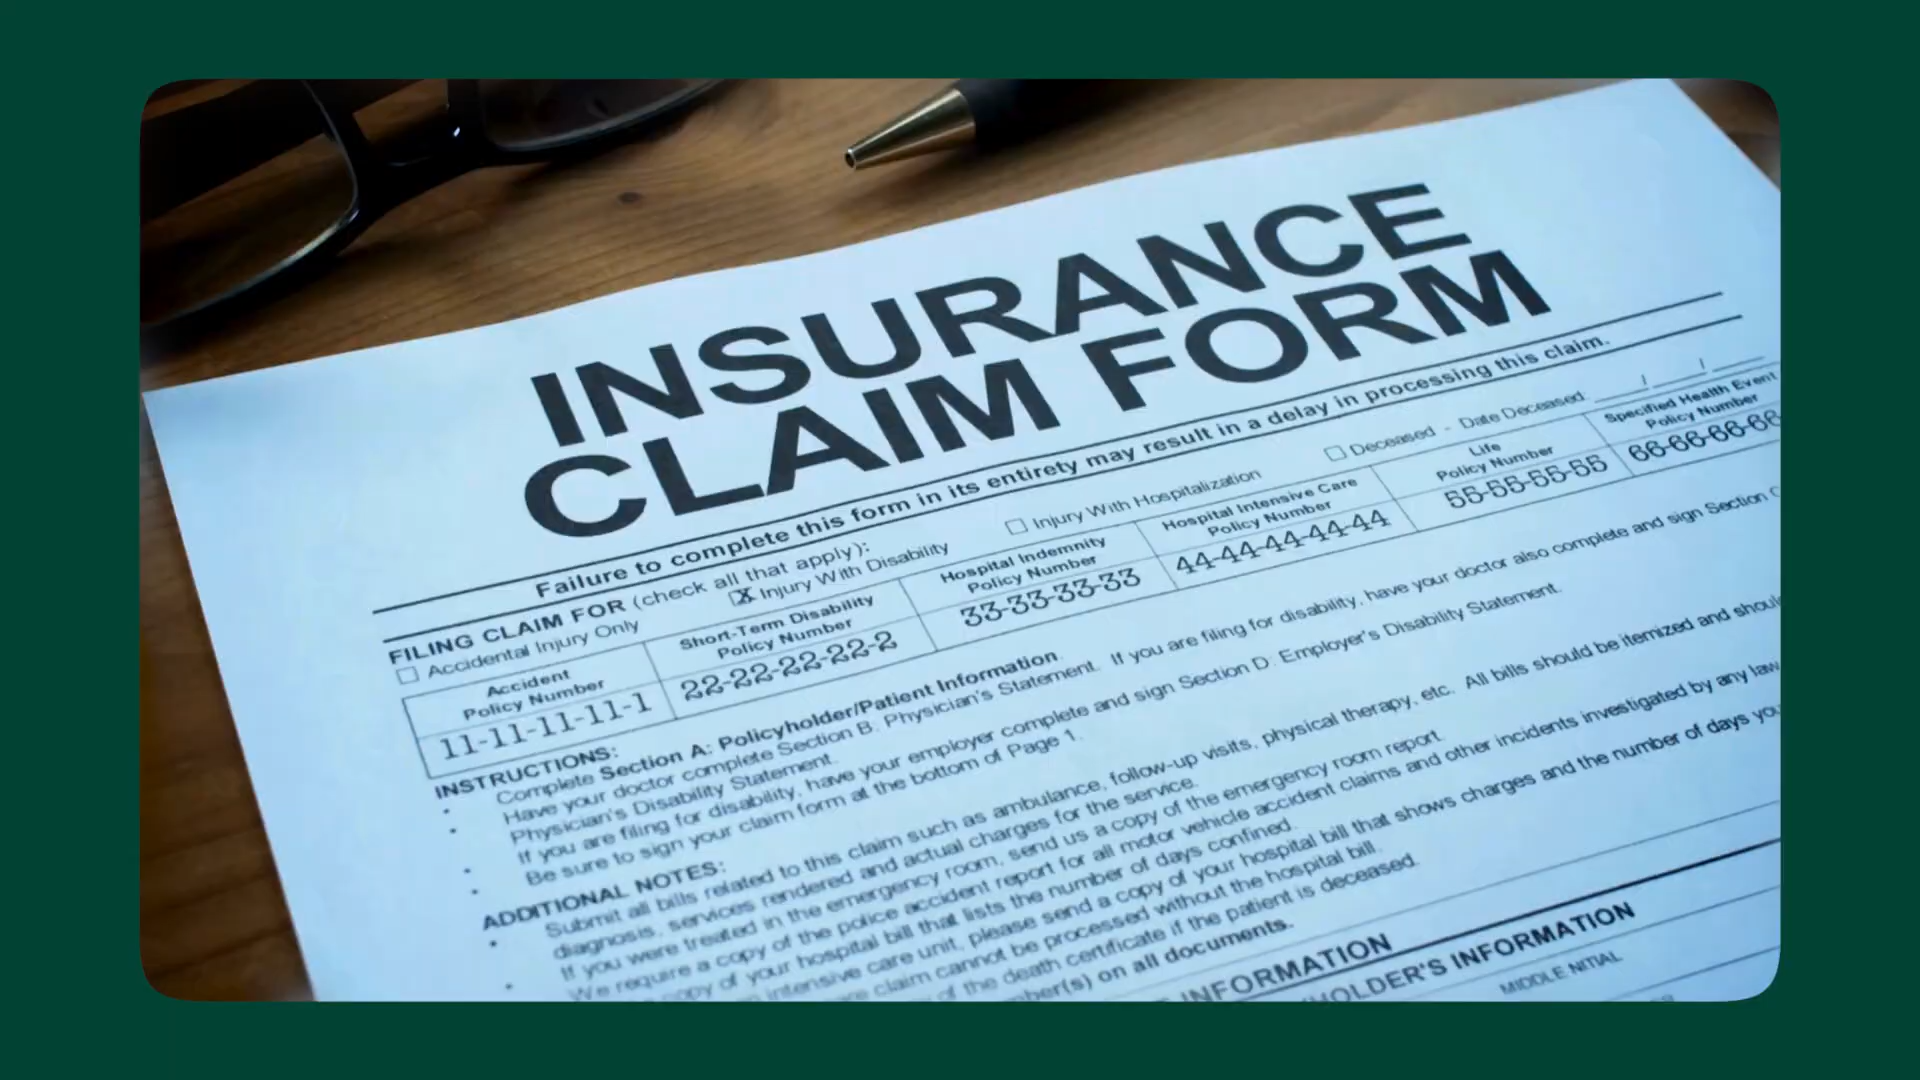 INSURANCE
CLAIM FORM
Failure to complete this form in its entirety may result in a delay in processing this claim.
FILING CLAIM FOR (check all that apply):
Accidental Injury Only
X Injury With Disability
Injury With Hospitalization
Deceased - Date Deceased: ____/____/____
Accident
Policy Number
11-11-11-11-1
Short-Term Disability
Policy Number
22-22-22-22-2
Hospital Indemnity
Policy Number
33-33-33-33
Hospital Intensive Care
Policy Number
44-44-44-44-44
Life
Policy Number
55-55-55-55
Specified Health Event
Policy Number
66-66-66-66
INSTRUCTIONS:
Complete Section A: Policyholder/Patient Information.
Have your doctor complete Section B: Physician's Statement. If you are filing for disability, have your doctor also complete and sign Section
Physician's Disability Statement.
If you are filing for disability, have your employer complete and sign Section D: Employer's Disability Statement.
Be sure to sign your claim form at the bottom of Page 1.
ADDITIONAL NOTES:
Submit all bills related to this claim such as ambulance, follow-up visits, physical therapy, etc. All bills should be itemized and
diagnosis, services rendered and actual charges for the service.
If you were treated in the emergency room, send us a copy of the emergency room report.
We require a copy of the police accident report for all motor vehicle accident claims and other incidents investigated by any law
copy of your hospital bill that lists the number of days confined.
intensive care unit, please send a copy of your hospital bill that shows charges and the number of days
claim cannot be processed without the hospital bill.
of the death certificate if the patient is deceased.
on all documents.
INFORMATION
INFORMATION
MIDDLE INITIAL